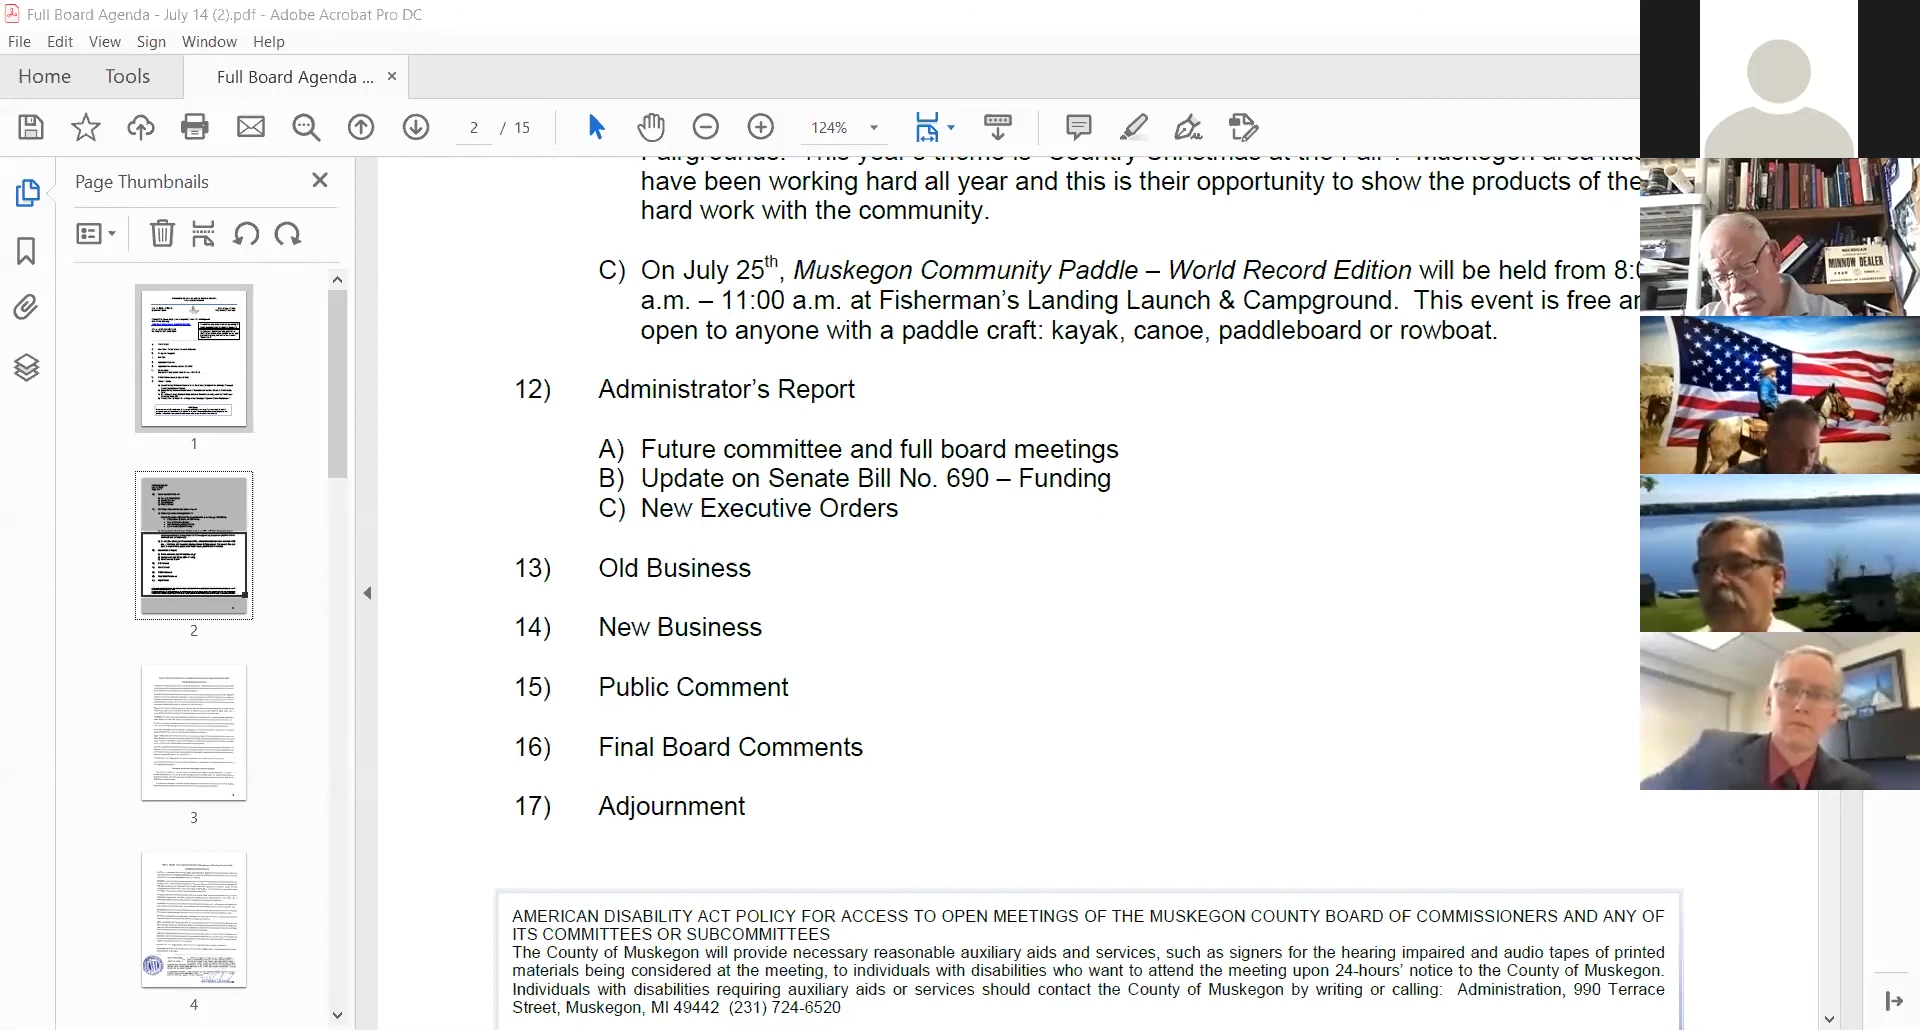 Full Board Agenda - July 14 (2).pdf - Adobe Acrobat Pro DC
File Edit View Sign Window Help
Home Tools Full Board Agenda ... ×
2 / 15 124%
Page Thumbnails
1
2
3
4
have been working hard all year and this is their opportunity to show the products of the
hard work with the community.
C) On July 25th, Muskegon Community Paddle – World Record Edition will be held from 8:0
a.m. – 11:00 a.m. at Fisherman's Landing Launch & Campground. This event is free an
open to anyone with a paddle craft: kayak, canoe, paddleboard or rowboat.
12) Administrator's Report
A) Future committee and full board meetings
B) Update on Senate Bill No. 690 – Funding
C) New Executive Orders
13) Old Business
14) New Business
15) Public Comment
16) Final Board Comments
17) Adjournment
AMERICAN DISABILITY ACT POLICY FOR ACCESS TO OPEN MEETINGS OF THE MUSKEGON COUNTY BOARD OF COMMISSIONERS AND ANY OF
ITS COMMITTEES OR SUBCOMMITTEES
The County of Muskegon will provide necessary reasonable auxiliary aids and services, such as signers for the hearing impaired and audio tapes of printed
materials being considered at the meeting, to individuals with disabilities who want to attend the meeting upon 24-hours' notice to the County of Muskegon.
Individuals with disabilities requiring auxiliary aids or services should contact the County of Muskegon by writing or calling: Administration, 990 Terrace
Street, Muskegon, MI 49442 (231) 724-6520
MICHIGAN
MINNOW DEALER